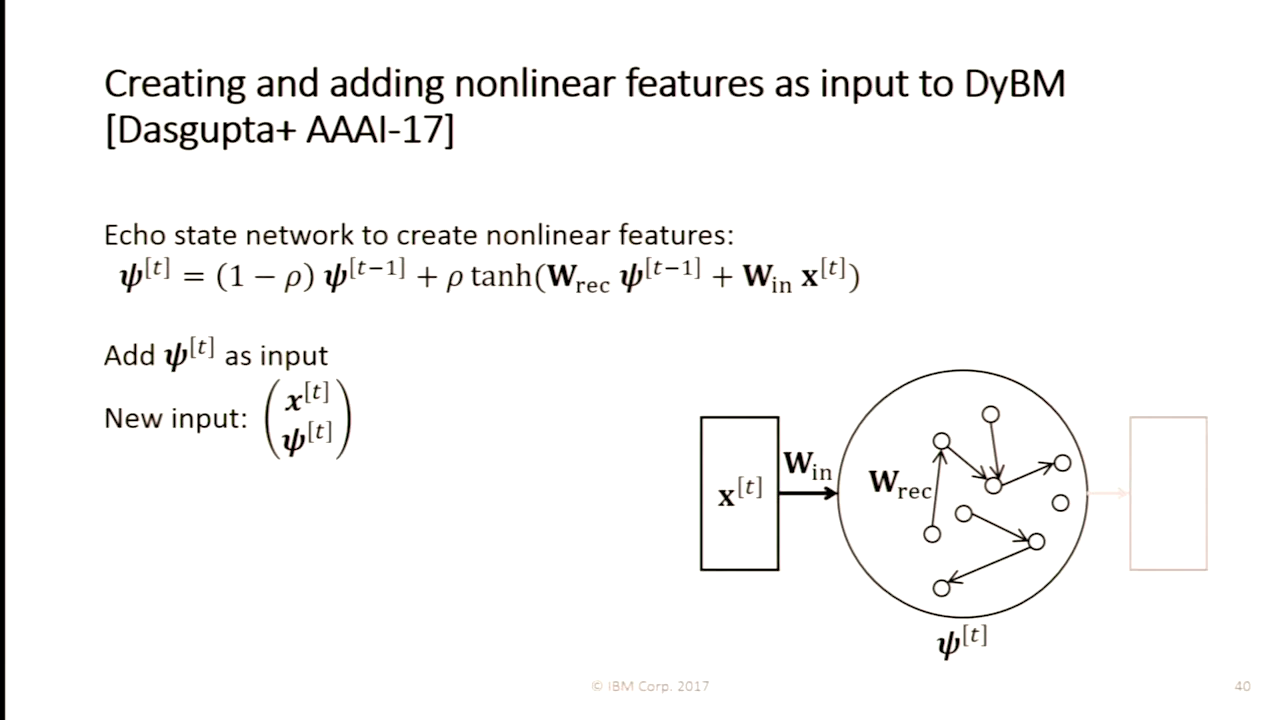 Creating and adding nonlinear features as input to DyBM
[Dasgupta+ AAAI-17]
Echo state network to create nonlinear features:
𝛙^[t] = (1 − ρ) 𝛙^[t−1] + ρ tanh(W_rec 𝛙^[t−1] + W_in x^[t])
Add 𝛙^[t] as input
New input: (x^[t]
𝛙^[t])
W_in
x^[t]
W_rec
𝛙^[t]
© IBM Corp. 2017
40